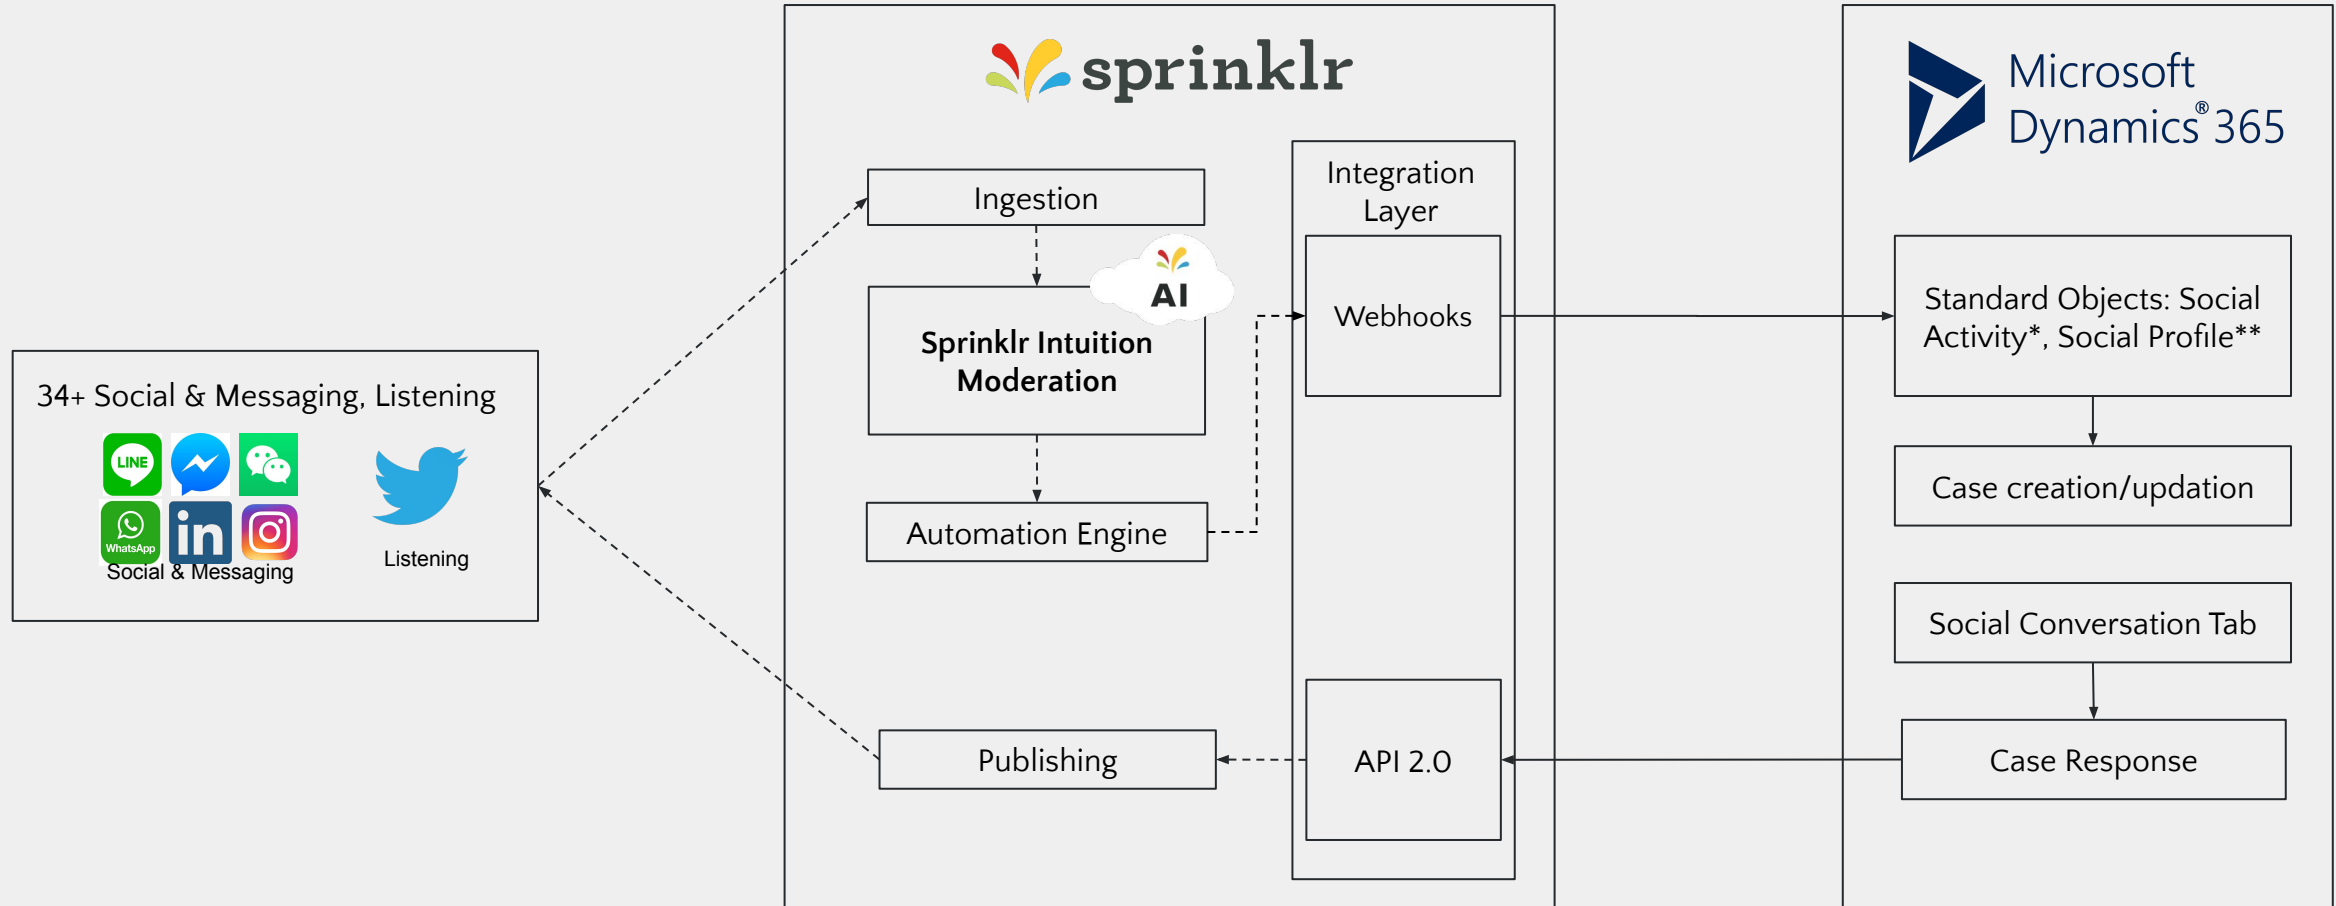 sprinklr
Microsoft
Dynamics® 365
Ingestion
Integration
Layer
AI
Sprinklr Intuition
Moderation
Webhooks
Standard Objects: Social
Activity*, Social Profile**
34+ Social & Messaging, Listening
LINE
WhatsApp
in
Social & Messaging
Listening
Automation Engine
Case creation/updation
Social Conversation Tab
Publishing
API 2.0
Case Response